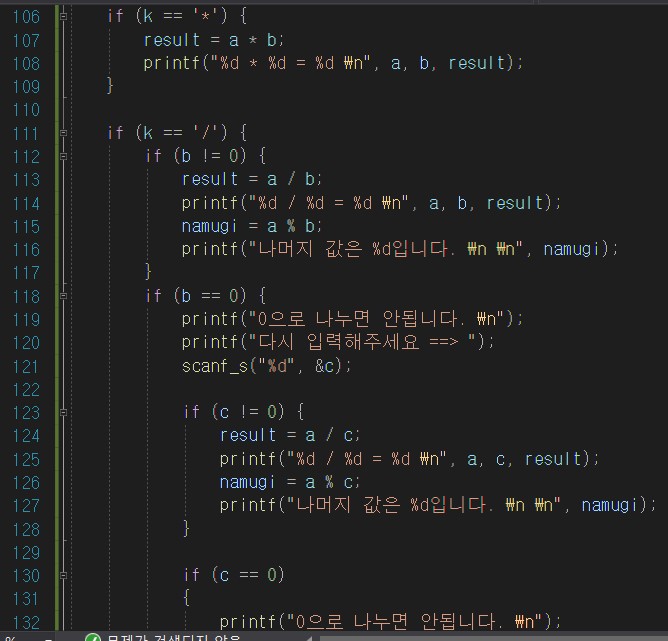 106 if (k == '*') {
107 result = a * b;
108 printf("%d * %d = %d ₩n", a, b, result);
109 }
110
111 if (k == '/') {
112 if (b != 0) {
113 result = a / b;
114 printf("%d / %d = %d ₩n", a, b, result);
115 namugi = a % b;
116 printf("나머지 값은 %d입니다. ₩n ₩n", namugi);
117 }
118 if (b == 0) {
119 printf("0으로 나누면 안됩니다. ₩n");
120 printf("다시 입력해주세요 ==> ");
121 scanf_s("%d", &c);
122
123 if (c != 0) {
124 result = a / c;
125 printf("%d / %d = %d ₩n", a, c, result);
126 namugi = a % c;
127 printf("나머지 값은 %d입니다. ₩n ₩n", namugi);
128 }
129
130 if (c == 0)
131 {
132 printf("0으로 나누면 안됩니다. ₩n");